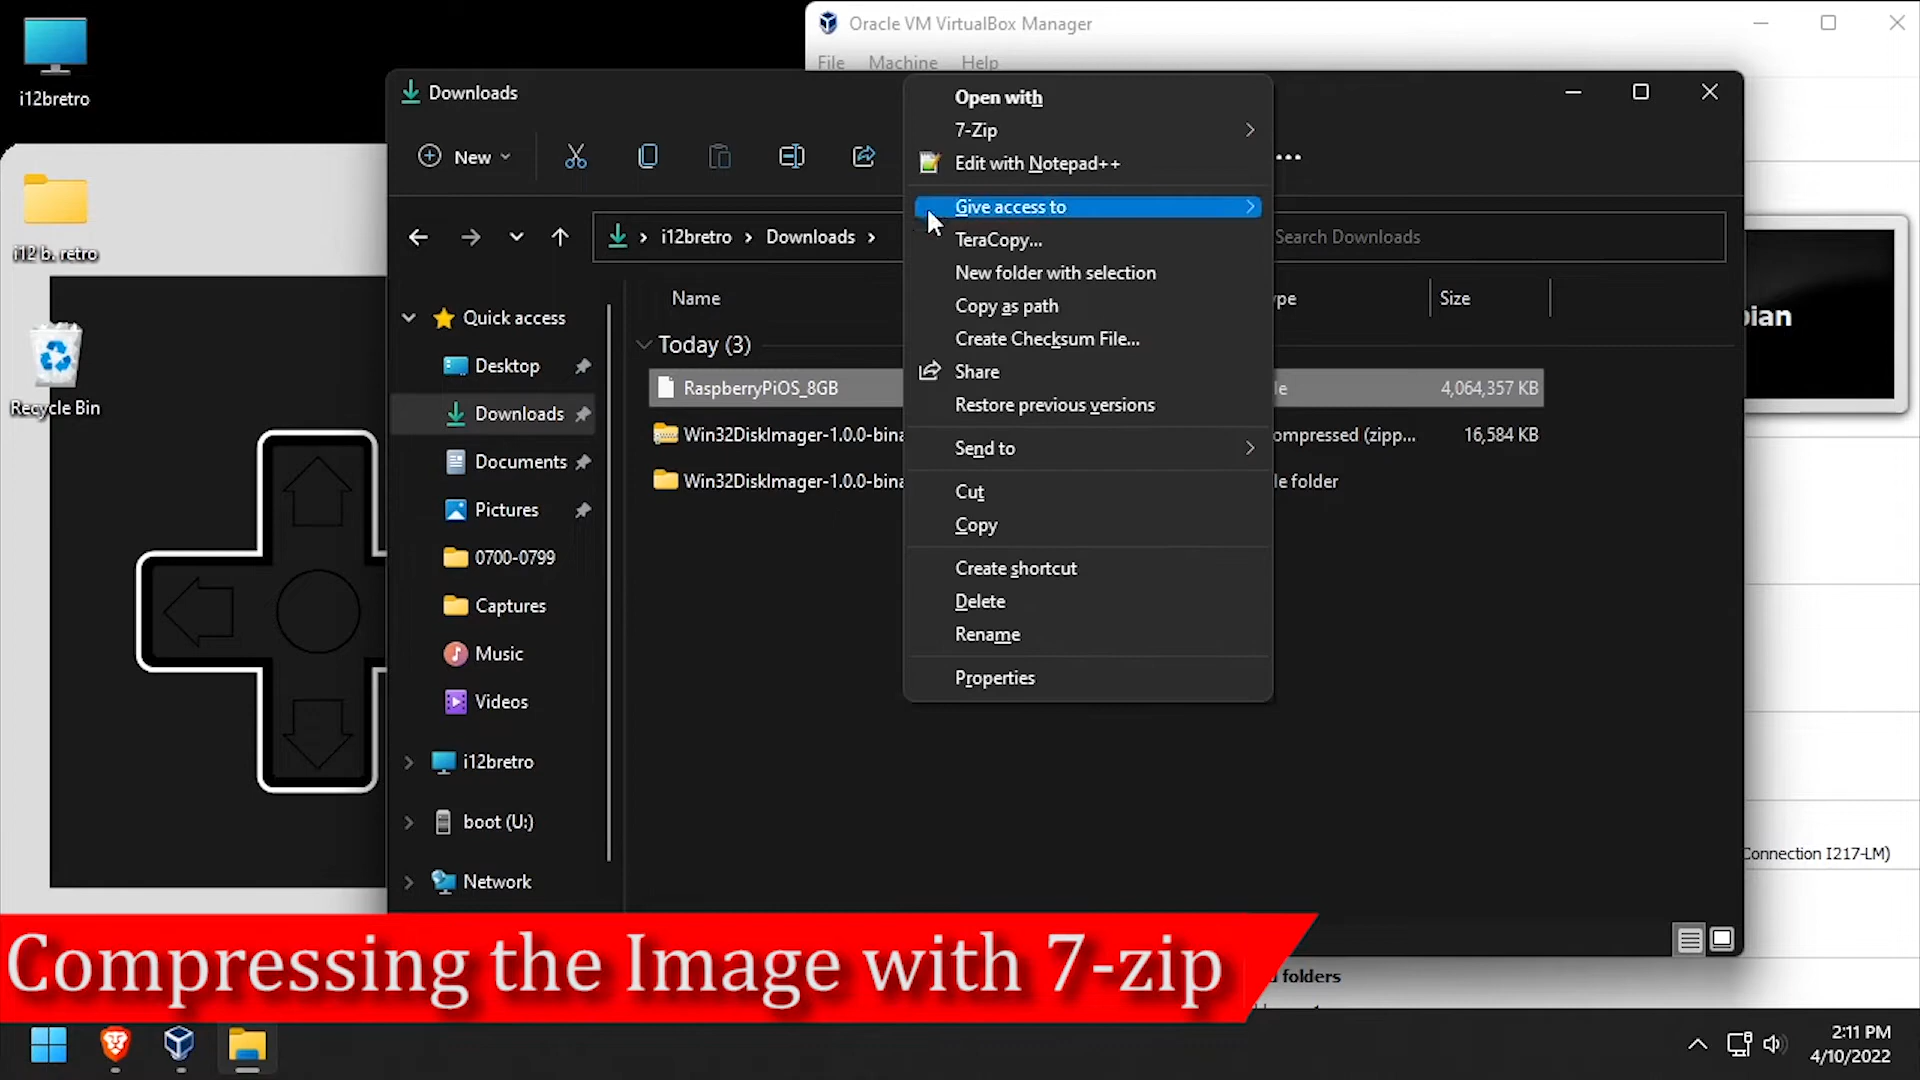 i12bretro
Oracle VM VirtualBox Manager
File Machine Help
Downloads
New
i12bretro
Downloads
Search Downloads
i12 b. retro
Recycle Bin
Quick access
Desktop
Downloads
Documents
Pictures
0700-0799
Captures
Music
Videos
i12bretro
boot (U:)
Network
Name
ype
Size
Today (3)
RaspberryPiOS_8GB
le
4,064,357 KB
Win32DiskImager-1.0.0-bina
ompressed (zipp...
16,584 KB
Win32DiskImager-1.0.0-bina
le folder
Open with
7-Zip
Edit with Notepad++
Give access to
TeraCopy...
New folder with selection
Copy as path
Create Checksum File...
Share
Restore previous versions
Send to
Cut
Copy
Create shortcut
Delete
Rename
Properties
bian
Connection I217-LM)
d folders
Compressing the Image with 7-zip
2:11 PM
4/10/2022